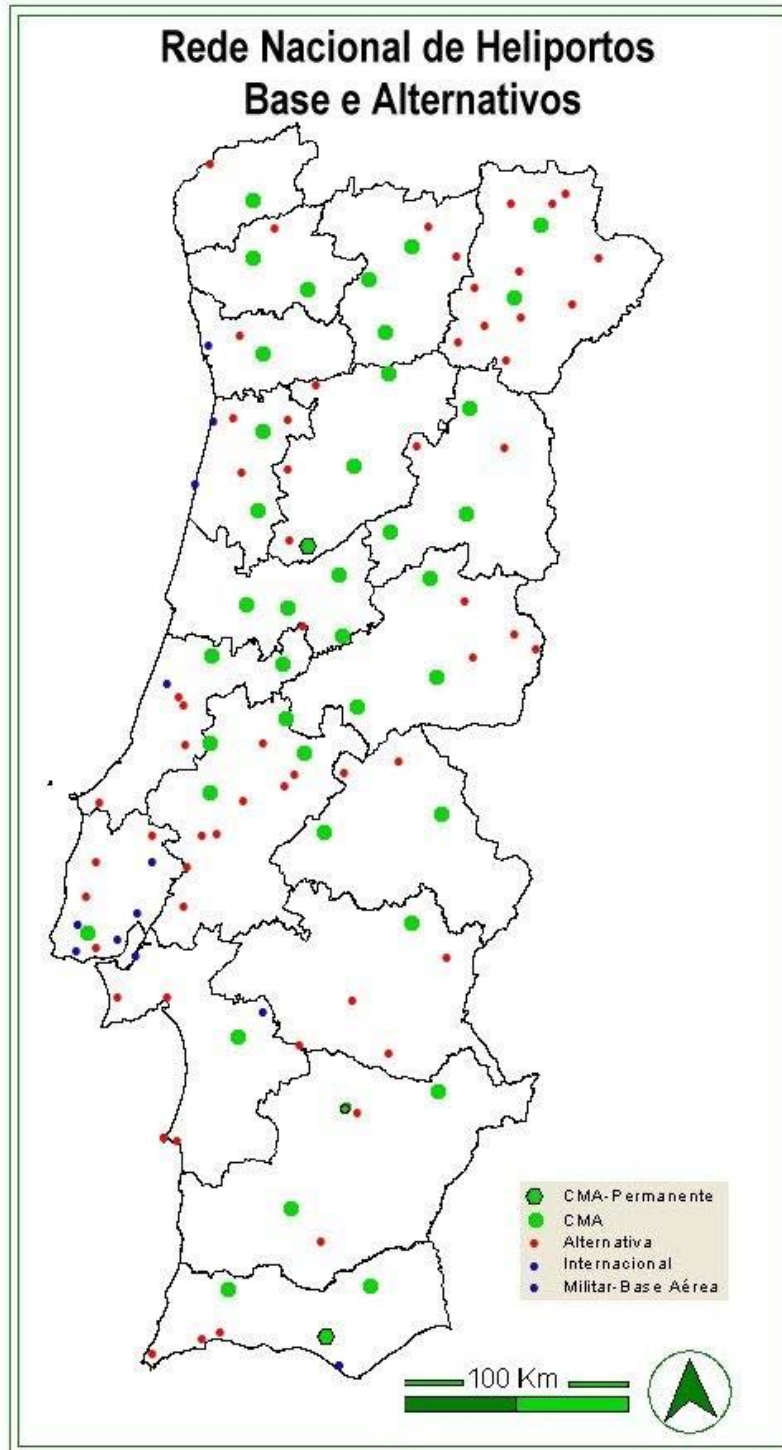 Rede Nacional de Heliportos
Base e Alternativos
CMA-Permanente
CMA
Alternativa
Internacional
Militar-Base Aérea
100 Km